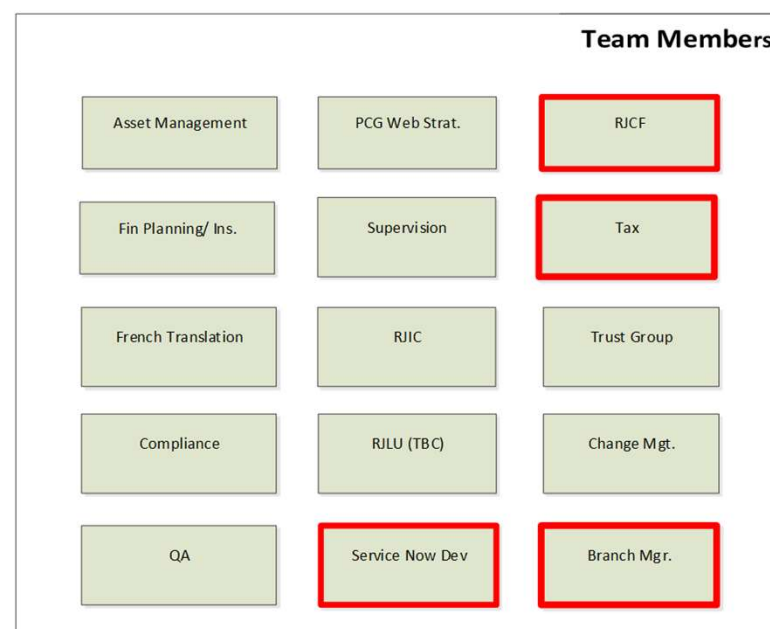 Team Members
Asset Management
PCG Web Strat.
RJCF
Fin Planning/ Ins.
Supervision
Tax
French Translation
RJIC
Trust Group
Compliance
RJLU (TBC)
Change Mgt.
QA
Service Now Dev
Branch Mgr.